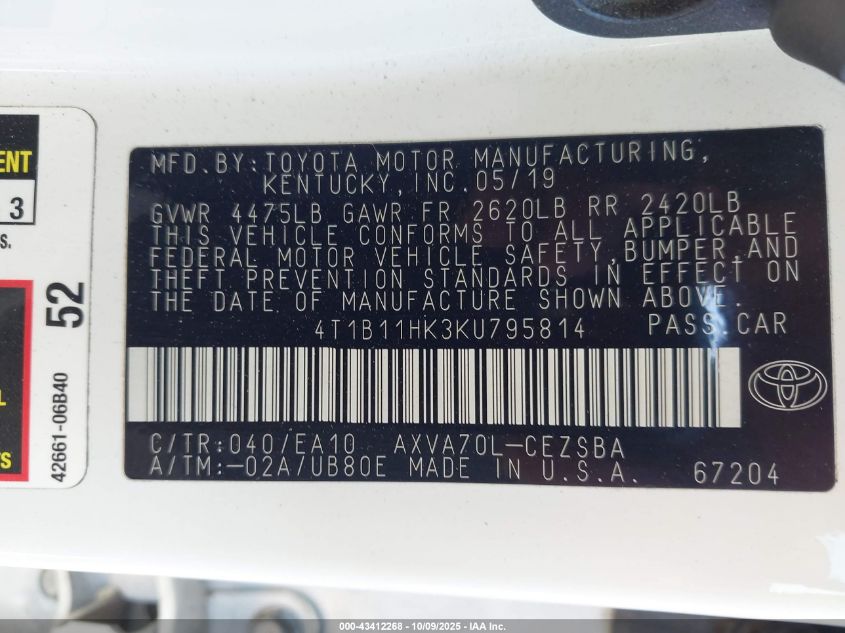 ENT
3
S.
L
TS
52
42661-06B40
MFD.BY:TOYOTA MOTOR MANUFACTURING,
KENTUCKY,INC.05/19
GVWR 4475LB GAWR FR 2620LB RR 2420LB
THIS VEHICLE CONFORMS TO ALL APPLICABLE
FEDERAL MOTOR VEHICLE SAFETY,BUMPER,AND
THEFT PREVENTION STANDARDS IN EFFECT ON
THE DATE OF MANUFACTURE SHOWN ABOVE.
4T1B11HK3KU795814 PASS.CAR
C/TR:040/EA10 AXVA70L-CEZSBA
A/TM:-02A/UB80E MADE IN U.S.A. 67204
000-43412268 - 10/09/2025 - IAA Inc.